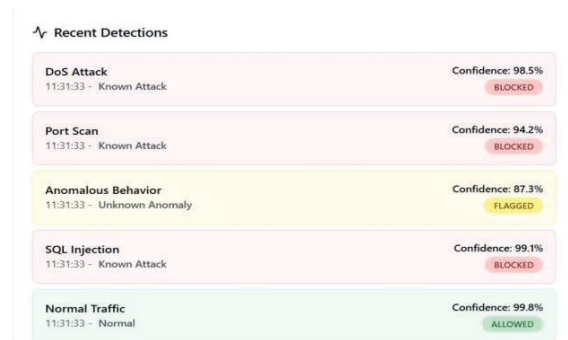 Recent Detections
DoS Attack
Confidence: 98.5%
11:31:33 - Known Attack
BLOCKED
Port Scan
Confidence: 94.2%
11:31:33 - Known Attack
BLOCKED
Anomalous Behavior
Confidence: 87.3%
11:31:33 - Unknown Anomaly
FLAGGED
SQL Injection
Confidence: 99.1%
11:31:33 - Known Attack
BLOCKED
Normal Traffic
Confidence: 99.8%
11:31:33 - Normal
ALLOWED